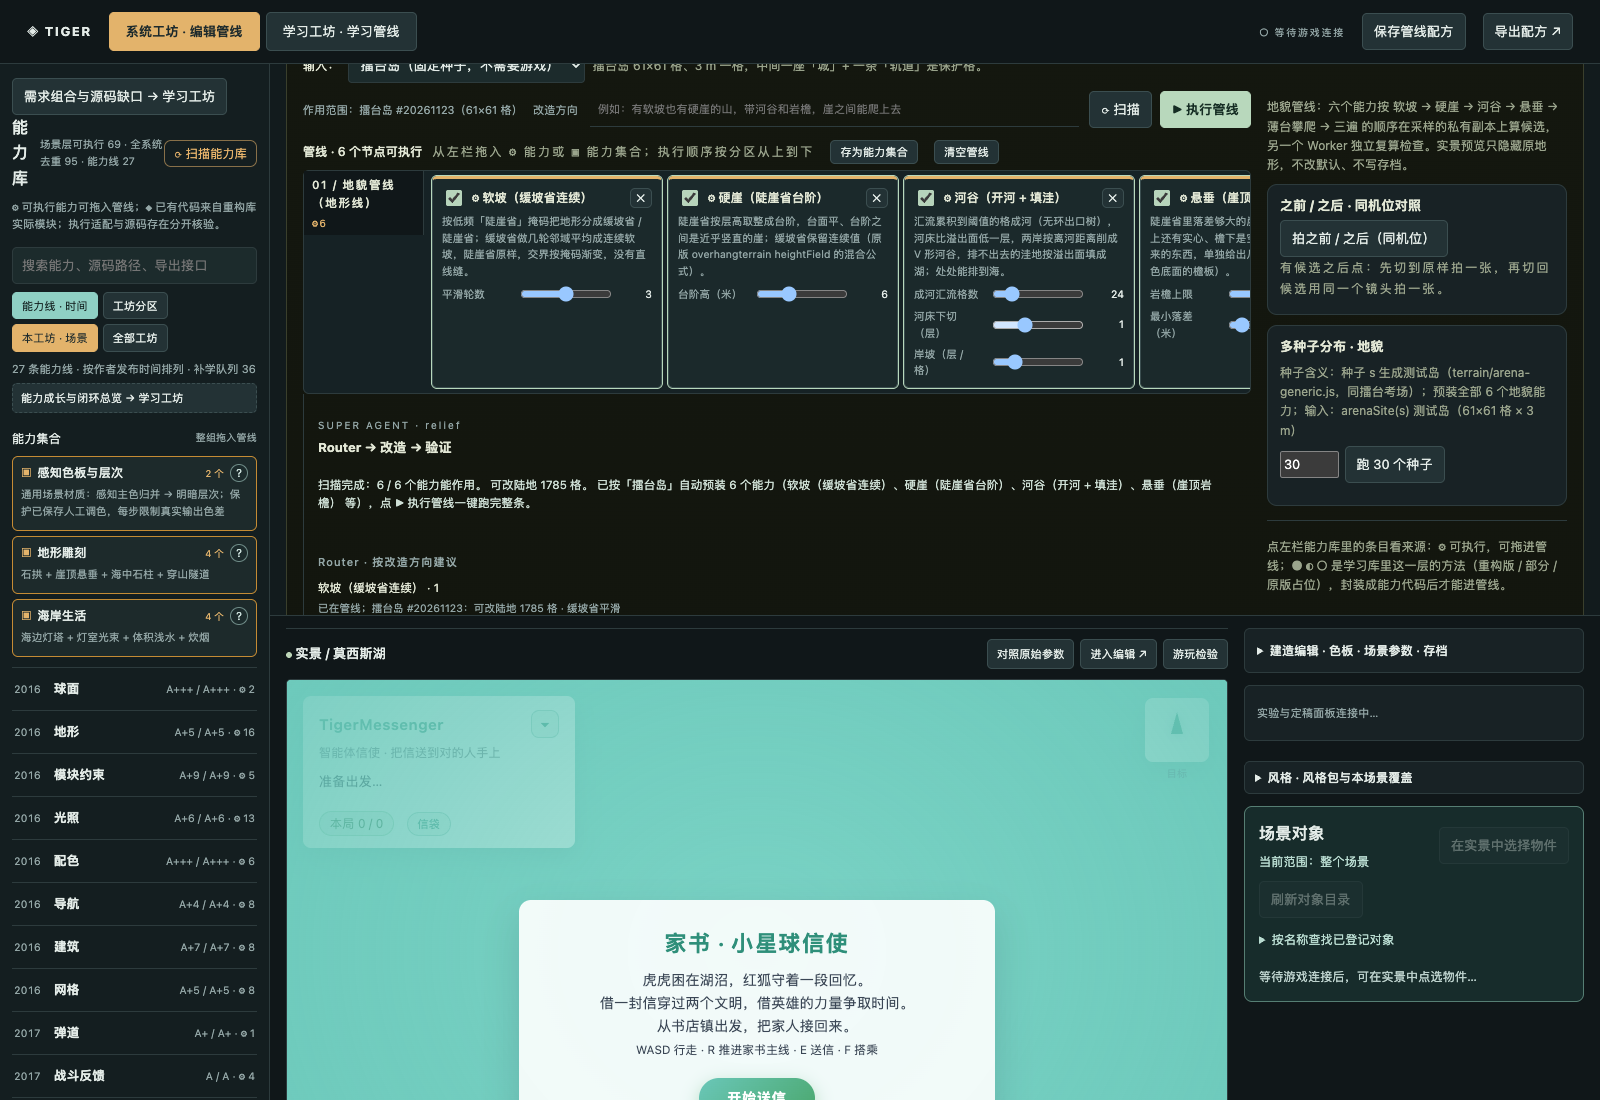 ◈ TIGER
系统工坊 · 编辑管线
学习工坊 · 学习管线
等待游戏连接
保存管线配方
导出配方 ↗
需求组合与源码缺口 → 学习工坊
能力库
场景层可执行 69 · 全系统去重 95 · 能力线 27
⟳ 扫描能力库
⚙ 可执行能力可拖入管线；◆ 已有代码来自重构库
实际模块；执行适配与源码存在分开核验。
搜索能力、源码路径、导出接口
能力线 · 时间
工坊分区
本工坊 · 场景
全部工坊
27 条能力线 · 按作者发布时间排列 · 补学队列 36
能力成长与闭环总览 → 学习工坊
能力集合
整组拖入管线
▣ 感知色板与层次
2 个 ?
通用场景材质：感知主色归并 → 明暗层次；保
护已保存人工调色，每步限制真实输出色差
▣ 地形雕刻
4 个 ?
石拱 + 崖顶悬垂 + 海中石柱 + 穿山隧道
▣ 海岸生活
4 个 ?
海边灯塔 + 灯室光束 + 体积浅水 + 炊烟
2016 球面 A+++ / A+++ · ⚙ 2
2016 地形 A+5 / A+5 · ⚙ 16
2016 模块约束 A+9 / A+9 · ⚙ 5
2016 光照 A+6 / A+6 · ⚙ 13
2016 配色 A+++ / A+++ · ⚙ 6
2016 导航 A+4 / A+4 · ⚙ 8
2016 建筑 A+7 / A+7 · ⚙ 8
2016 网格 A+5 / A+5 · ⚙ 8
2017 弹道 A+ / A+ · ⚙ 1
2017 战斗反馈 A / A · ⚙ 4
输入：
擂台岛（固定种子，不需要游戏）
擂台岛 61×61 格、3 m 一格，中间一座「城」+ 一条「轨道」是保护格。
作用范围：擂台岛 #20261123（61×61 格）
改造方向
例如：有软坡也有硬崖的山，带河谷和岩檐，崖之间能爬上去
⟳ 扫描
▶ 执行管线
管线 · 6 个节点可执行
从左栏拖入 ⚙ 能力或 ▣ 能力集合；执行顺序按分区从上到下
存为能力集合
清空管线
01 / 地貌管线
（地形线）
⚙6
⚙ 软坡（缓坡省连续）
✕
按低频「陡崖省」掩码把地形分成缓坡省 /
陡崖省；缓坡省做几轮邻域平均成连续软
坡，陡崖省原样，交界按掩码渐变，没有直
线缝。
平滑轮数 3
⚙ 硬崖（陡崖省台阶）
✕
陡崖省按层高取整成台阶，台面平、台阶之
间是近乎竖直的崖；缓坡省保留连续值（原
版 overhangterrain heightField 的混合公
式）。
台阶高（米） 6
⚙ 河谷（开河 + 填洼）
✕
汇流累积到阈值的格成河（无环出口树），
河床比溢出面低一层，两岸按离河距离削成
V 形河谷，排不出去的洼地按溢出面填成
湖；处处能排到海。
成河汇流格数 24
河床下切（层） 1
岸坡（层 / 格） 1
⚙ 悬垂（崖顶
陡崖省里落差够大的崖
上还有实心、檐下是空
来的东西，单独给出几
色底面的檐板）。
岩檐上限
最小落差（米）
SUPER AGENT · relief
Router → 改造 → 验证
扫描完成：6 / 6 个能力能作用。 可改陆地 1785 格。 已按「擂台岛」自动预装 6 个能力（软坡（缓坡省连续）、硬崖（陡崖省台阶）、河谷（开河 + 填洼）、悬垂（崖顶岩
檐） 等），点 ▶ 执行管线一键跑完整条。
Router · 按改造方向建议
软坡（缓坡省连续） · 1
已在管线；擂台岛 #20261123：可改陆地 1785 格 · 缓坡省平滑
地貌管线：六个能力按 软坡 → 硬崖 → 河谷 → 悬垂 →
薄台攀爬 → 三遍 的顺序在采样的私有副本上算候选，
另一个 Worker 独立复算检查。实景预览只隐藏原地
形，不改默认、不写存档。
之前 / 之后 · 同机位对照
拍之前 / 之后（同机位）
有候选之后点：先切到原样拍一张，再切回
候选用同一个镜头拍一张。
多种子分布 · 地貌
种子含义：种子 s 生成测试岛（terrain/arena-
generic.js，同擂台考场）；预装全部 6 个地貌能
力；输入：arenaSite(s) 测试岛（61×61 格 × 3
m）
30
跑 30 个种子
点左栏能力库里的条目看来源：⚙ 可执行，可拖进管
线；● ◐ ○ 是学习库里这一层的方法（重构版 / 部分 /
原版占位），封装成能力代码后才能进管线。
实景 / 莫西斯湖
对照原始参数
进入编辑 ↗
游玩检验
TigerMessenger
智能体信使 · 把信送到对的人手上
准备出发...
本局 0 / 0
信袋
家书 · 小星球信使
虎虎困在湖沼，红狐守着一段回忆。
借一封信穿过两个文明，借英雄的力量争取时间。
从书店镇出发，把家人接回来。
WASD 行走 · R 推进家书主线 · E 送信 · F 搭乘
开始送信
▶ 建造编辑 · 色板 · 场景参数 · 存档
实验与定稿面板连接中...
▶ 风格 · 风格包与本场景覆盖
场景对象
当前范围：整个场景
在实景中选择物件
刷新对象目录
▶ 按名称查找已登记对象
等待游戏连接后，可在实景中点选物件...